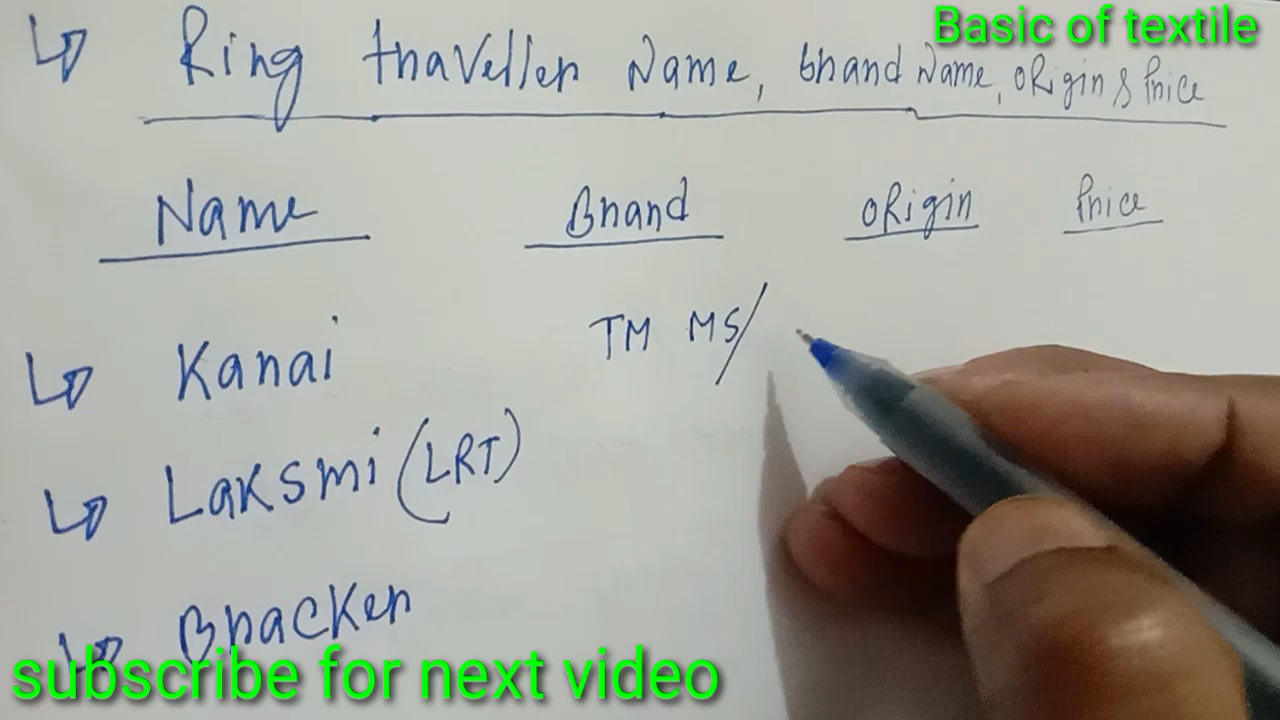 Basic of textile
Ring traveller Name, brand Name, origin & Price
Name Brand origin Price
Kanai TM MS/
Laksmi (LRT)
Bracker
subscribe for next video